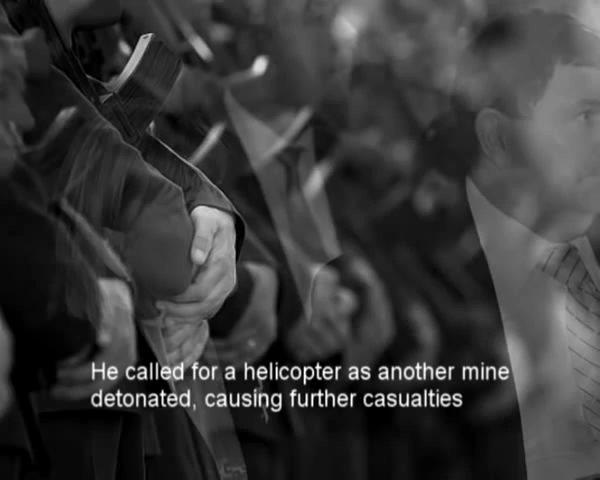 He called for a helicopter as another mine
detonated, causing further casualties